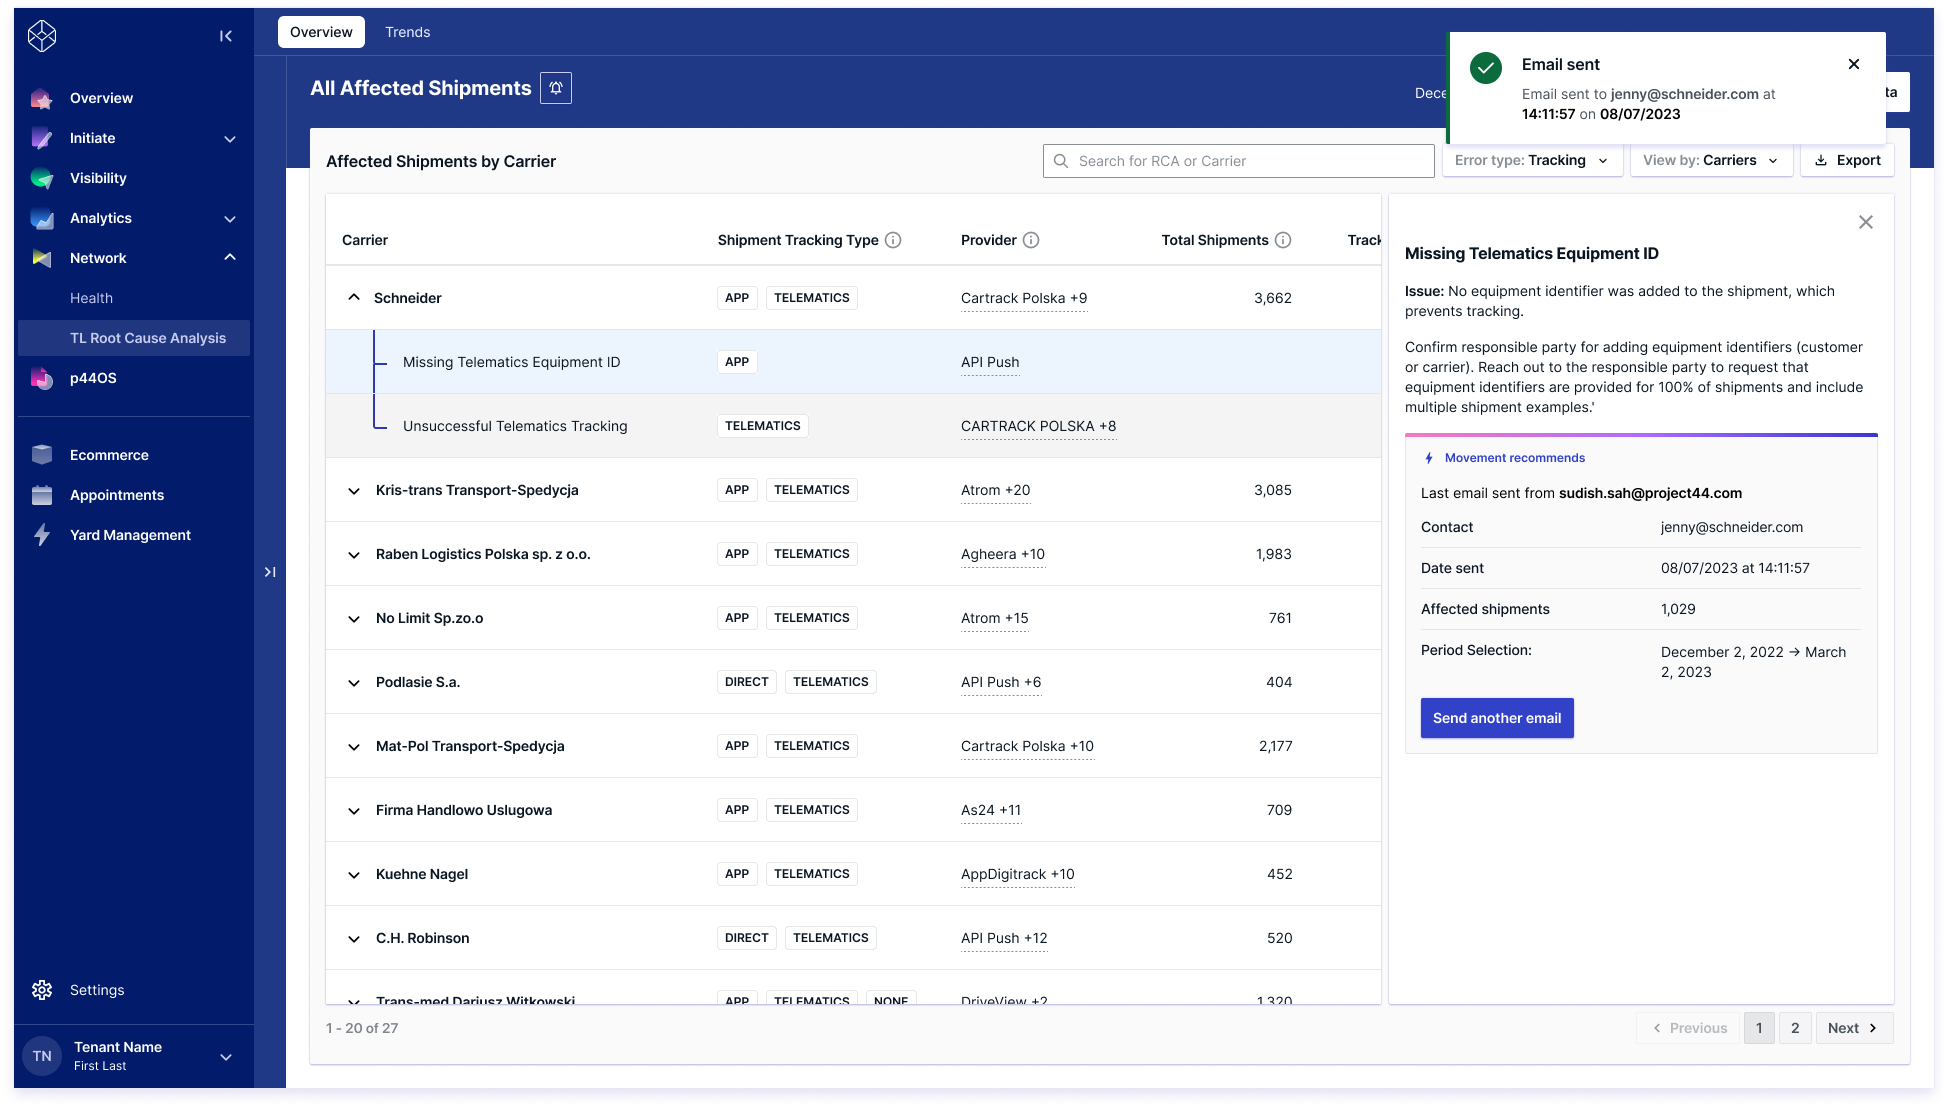 Overview
Trends
Overview
Initiate
Visibility
Analytics
Network
Health
TL Root Cause Analysis
p44OS
Ecommerce
Appointments
Yard Management
Settings
TN
Tenant Name
First Last
All Affected Shipments
Dece
ta
Email sent
Email sent to jenny@schneider.com at
14:11:57 on 08/07/2023
Affected Shipments by Carrier
Search for RCA or Carrier
Error type: Tracking
View by: Carriers
Export
Carrier Shipment Tracking Type Provider Total Shipments Track
Schneider APP TELEMATICS Cartrack Polska +9 3,662
Missing Telematics Equipment ID APP API Push
Unsuccessful Telematics Tracking TELEMATICS CARTRACK POLSKA +8
Kris-trans Transport-Spedycja APP TELEMATICS Atrom +20 3,085
Raben Logistics Polska sp. z o.o. APP TELEMATICS Agheera +10 1,983
No Limit Sp.zo.o APP TELEMATICS Atrom +15 761
Podlasie S.a. DIRECT TELEMATICS API Push +6 404
Mat-Pol Transport-Spedycja APP TELEMATICS Cartrack Polska +10 2,177
Firma Handlowo Uslugowa APP TELEMATICS As24 +11 709
Kuehne Nagel APP TELEMATICS AppDigitrack +10 452
C.H. Robinson DIRECT TELEMATICS API Push +12 520
Trans-med Dariusz Witkowski APP TELEMATICS NONE DriveView +2 1,320
1 - 20 of 27
Previous
1
2
Next
Missing Telematics Equipment ID
Issue: No equipment identifier was added to the shipment, which
prevents tracking.
Confirm responsible party for adding equipment identifiers (customer
or carrier). Reach out to the responsible party to request that
equipment identifiers are provided for 100% of shipments and include
multiple shipment examples.'
Movement recommends
Last email sent from sudish.sah@project44.com
Contact jenny@schneider.com
Date sent 08/07/2023 at 14:11:57
Affected shipments 1,029
Period Selection: December 2, 2022 → March
2, 2023
Send another email